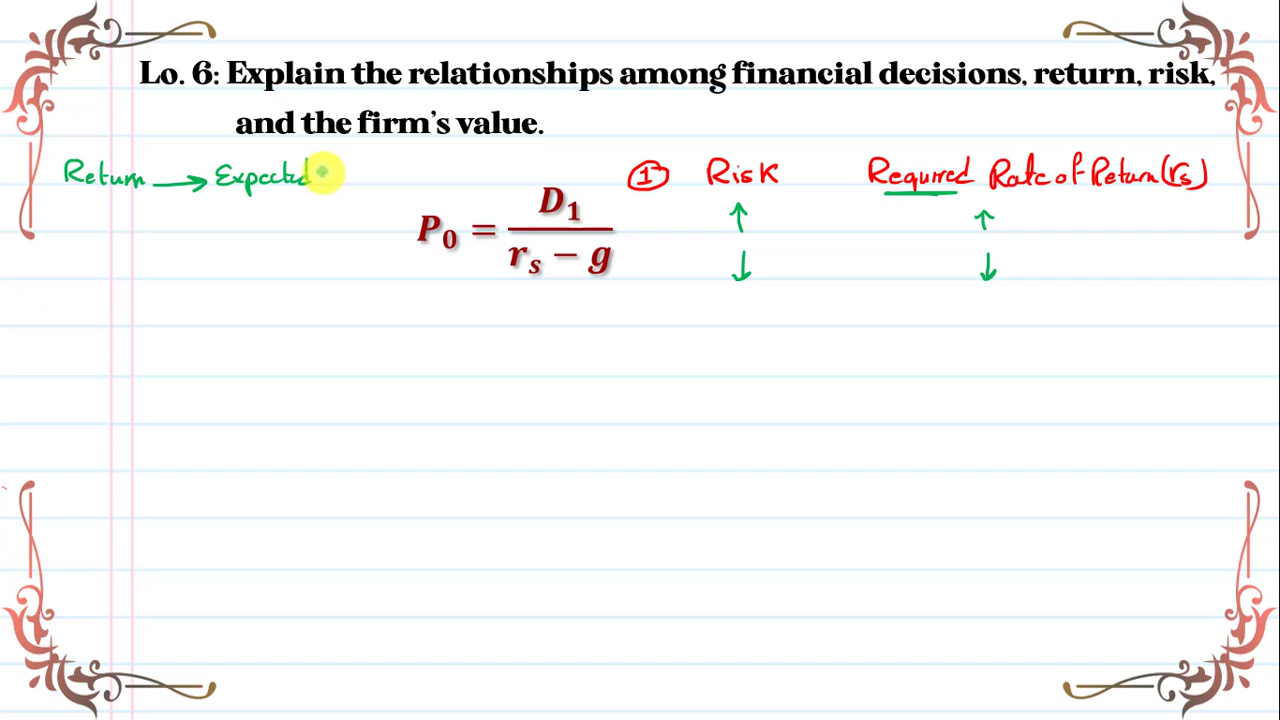 Lo. 6: Explain the relationships among financial decisions, return, risk,
and the firm's value.
Return → Expected
① Risk Required Rate of Return (rs)
P₀ = D₁ / (rₛ − g)
↑ ↑
↓ ↓